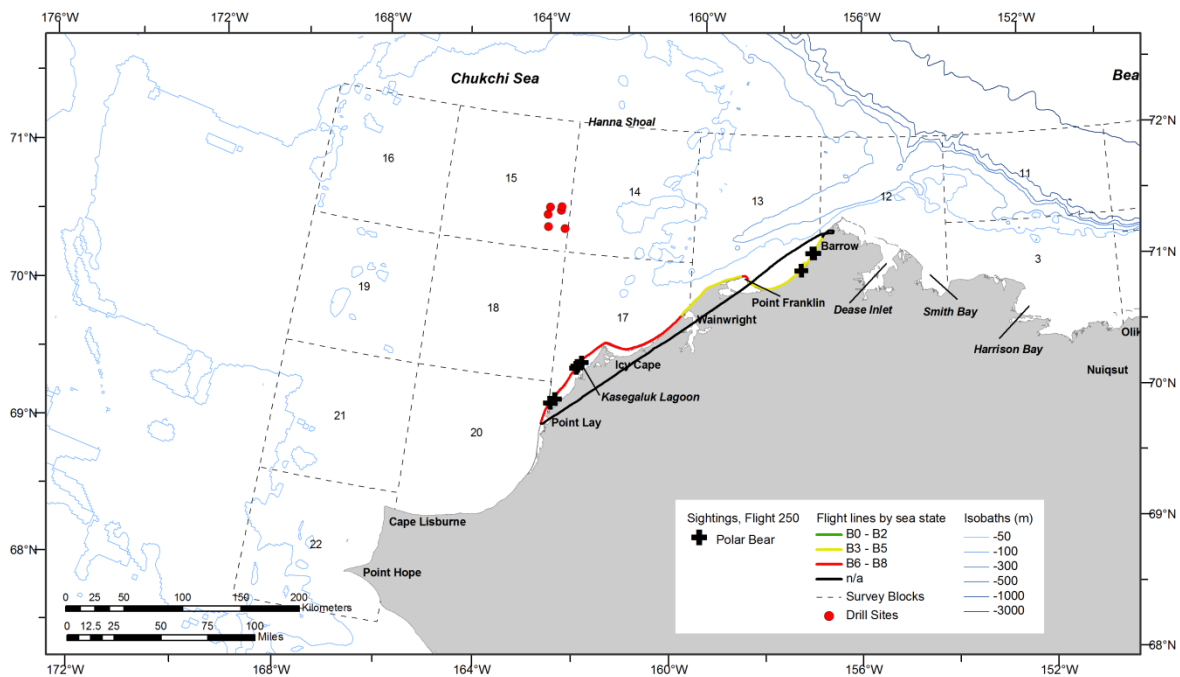 176°W 172°W 168°W 164°W 160°W 156°W 152°W
Chukchi Sea
Bea
72°N
71°N
Hanna Shoal
16
15
14
13
12
11
3
71°N
70°N
19
18
17
Barrow
Point Franklin
Wainwright
Dease Inlet
Smith Bay
Harrison Bay
Olik
Nuiqsut
Icy Cape
Kasegaluk Lagoon
70°N
69°N
21
20
Point Lay
Cape Lisburne
69°N
68°N
22
Point Hope
68°N
0 25 50 100 150 200
Kilometers
0 12.5 25 50 75 100
Miles
Sightings, Flight 250
Polar Bear
Flight lines by sea state
B0 - B2
B3 - B5
B6 - B8
n/a
Survey Blocks
Drill Sites
Isobaths (m)
-50
-100
-300
-500
-1000
-3000
172°W 168°W 164°W 160°W 156°W 152°W